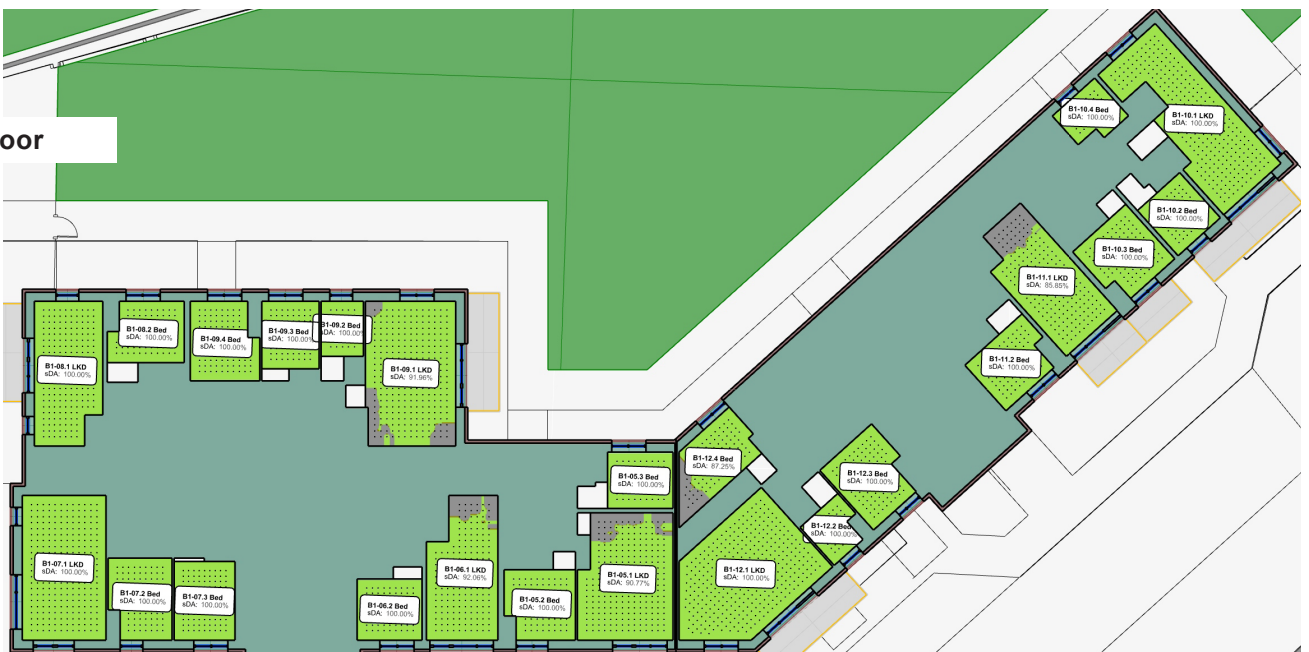 oor
B1-10.4 Bed
sDA: 100.00%
B1-10.1 LKD
sDA: 100.00%
B1-10.2 Bed
sDA: 100.00%
B1-10.3 Bed
sDA: 100.00%
B1-11.1 LKD
sDA: 85.85%
B1-11.2 Bed
sDA: 100.00%
B1-08.2 Bed
sDA: 100.00%
B1-09.4 Bed
sDA: 100.00%
B1-09.3 Bed
sDA: 100.00%
B1-09.2 Bed
sDA: 100.00%
B1-08.1 LKD
sDA: 100.00%
B1-09.1 LKD
sDA: 91.96%
B1-12.4 Bed
sDA: 87.25%
B1-12.3 Bed
sDA: 100.00%
B1-05.3 Bed
sDA: 100.00%
B1-12.2 Bed
sDA: 100.00%
B1-07.1 LKD
sDA: 100.00%
B1-06.1 LKD
sDA: 92.06%
B1-05.1 LKD
sDA: 90.77%
B1-12.1 LKD
sDA: 100.00%
B1-07.2 Bed
sDA: 100.00%
B1-07.3 Bed
sDA: 100.00%
B1-06.2 Bed
sDA: 100.00%
B1-05.2 Bed
sDA: 100.00%